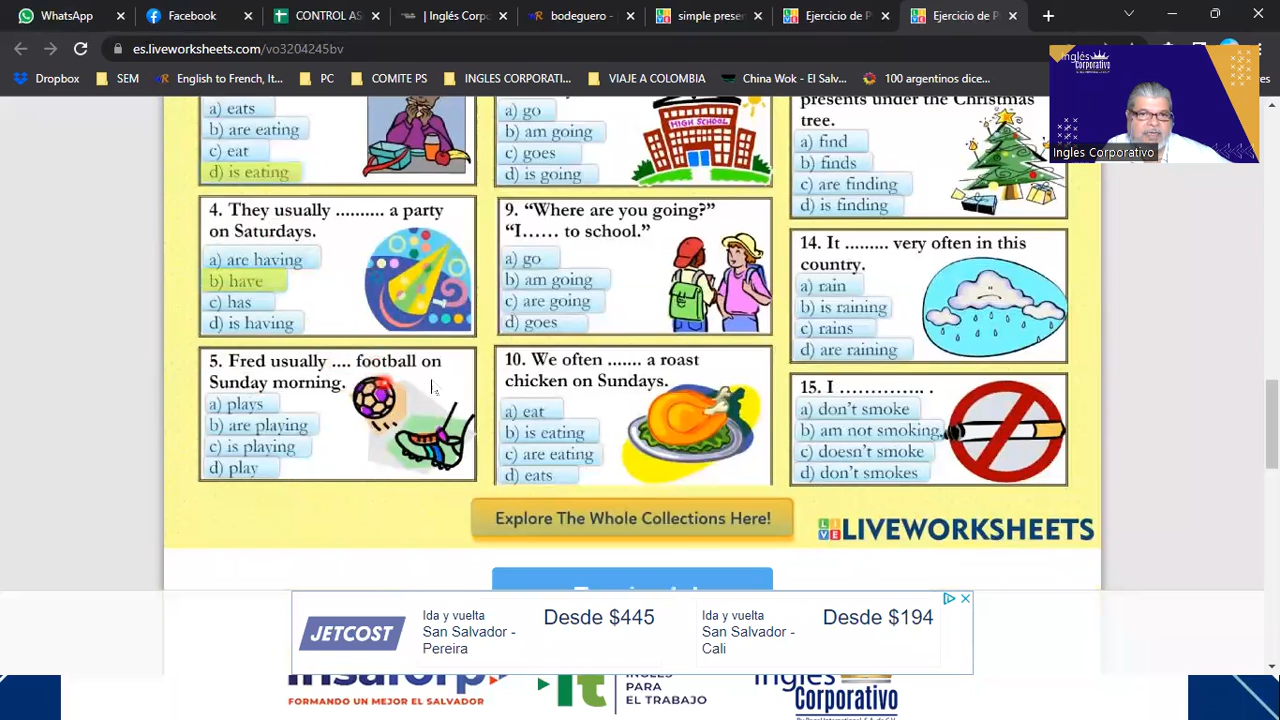 WhatsApp
Facebook
CONTROL AS
| Inglés Corp
bodeguero -
simple preser
Ejercicio de P
Ejercicio de P
es.liveworksheets.com/vo3204245bv
Dropbox
SEM
English to French, It...
PC
FOTOS PS
INGLES CORPORATI...
VIAJE A COLOMBIA
China Wok - El Salv...
100 argentinos dice...
Inglés
Corporativo
Ingles Corporativo
a) eats
b) are eating
c) eat
d) is eating
4. They usually .......... a party
on Saturdays.
a) are having
b) have
c) has
d) is having
5. Fred usually .... football on
Sunday morning.
a) plays
b) are playing
c) is playing
d) play
a) go
b) am going
c) goes
d) is going
HIGH SCHOOL
9. “Where are you going?”
“I...... to school.”
a) go
b) am going
c) are going
d) goes
10. We often ....... a roast
chicken on Sundays.
a) eat
b) is eating
c) are eating
d) eats
presents under the Christmas
tree.
a) find
b) finds
c) are finding
d) is finding
14. It ......... very often in this
country.
a) rain
b) is raining
c) rains
d) are raining
15. I .............. .
a) don't smoke
b) am not smoking
c) doesn't smoke
d) don't smokes
Explore The Whole Collections Here!
LIVE LIVEWORKSHEETS
JETCOST
Ida y vuelta
San Salvador -
Pereira
Desde $445
Ida y vuelta
San Salvador -
Cali
Desde $194
insaforp
FORMANDO UN MEJOR EL SALVADOR
INGLÉS
PARA
EL TRABAJO
Inglés
Corporativo